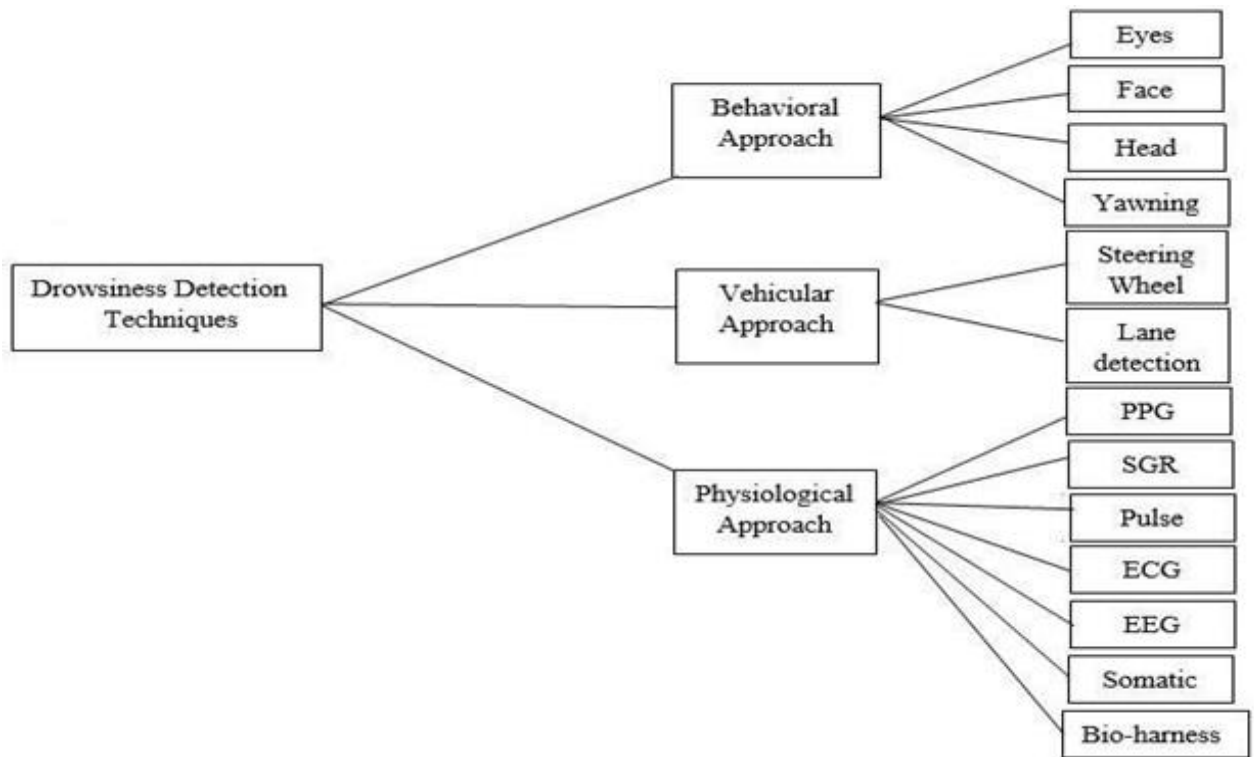 Drowsiness Detection
Techniques
Behavioral
Approach
Eyes
Face
Head
Yawning
Vehicular
Approach
Steering
Wheel
Lane
detection
Physiological
Approach
PPG
SGR
Pulse
ECG
EEG
Somatic
Bio-harness